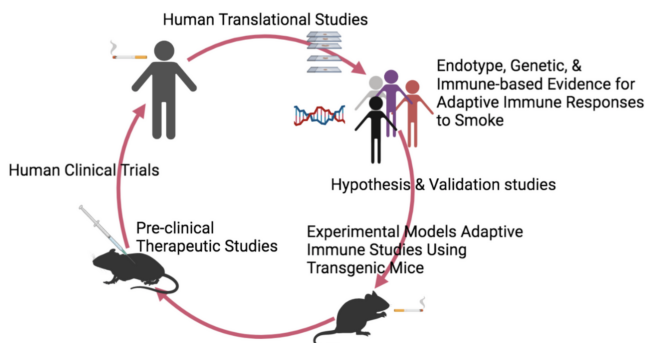 Human Translational Studies
Endotype, Genetic, &
Immune-based Evidence for
Adaptive Immune Responses
to Smoke
Human Clinical Trials
Hypothesis & Validation studies
Pre-clinical
Therapeutic Studies
Experimental Models Adaptive
Immune Studies Using
Transgenic Mice